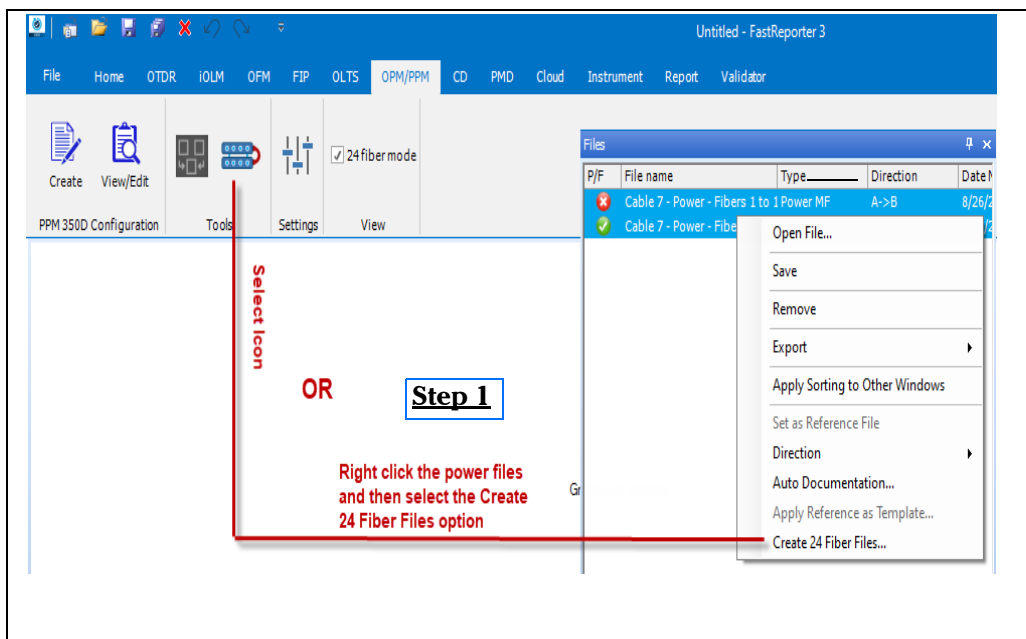 Untitled - FastReporter 3
File Home OTDR iOLM OFM FIP OLTS OPM/PPM CD PMD Cloud Instrument Report Validator
Create View/Edit
24 fiber mode
PPM 350D Configuration Tools Settings View
Files
P/F File name Type Direction Date
Cable 7 - Power - Fibers 1 to 1 Power MF A->B 8/26/2
Cable 7 - Power - Fibe
Open File...
Save
Remove
Export
Apply Sorting to Other Windows
Set as Reference File
Direction
Auto Documentation...
Apply Reference as Template...
Create 24 Fiber Files...
Select Icon
OR
Step 1
Right click the power files
and then select the Create
24 Fiber Files option
Gr